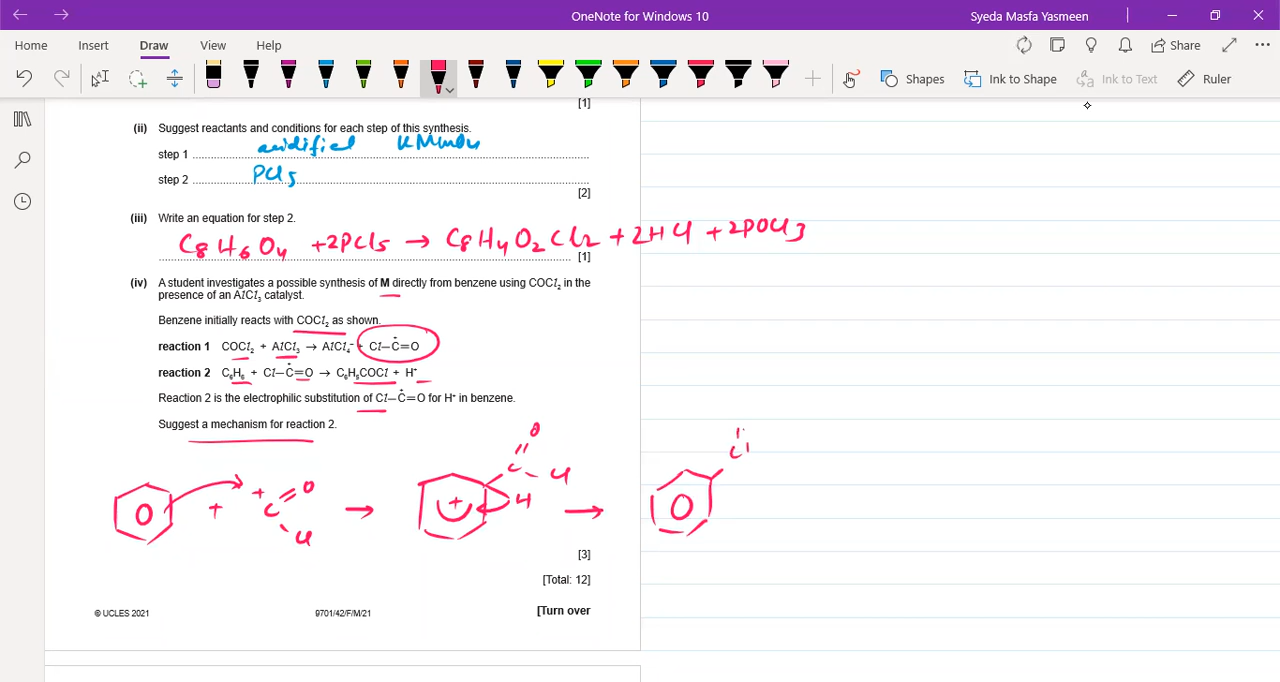 OneNote for Windows 10
Syeda Masfa Yasmeen
Home Insert Draw View Help
Share
Shapes Ink to Shape Ink to Text Ruler
[1]
(ii) Suggest reactants and conditions for each step of this synthesis.
step 1 acidified KMnO4
step 2 PCl5
[2]
(iii) Write an equation for step 2.
C8H6O4 + 2PCl5 → C8H4O2Cl2 + 2HCl + 2POCl3
[1]
(iv) A student investigates a possible synthesis of M directly from benzene using COCl₂ in the
presence of an AlCl₃ catalyst.
Benzene initially reacts with COCl₂ as shown.
reaction 1 COCl₂ + AlCl₃ → AlCl₄⁻ + Cl–Ċ=O
reaction 2 C₆H₆ + Cl–Ċ=O → C₆H₅COCl + H⁺
Reaction 2 is the electrophilic substitution of Cl–Ċ=O for H⁺ in benzene.
Suggest a mechanism for reaction 2.
+ + C O Cl → + C O Cl H → C
[3]
[Total: 12]
© UCLES 2021 9701/42/F/M/21 [Turn over